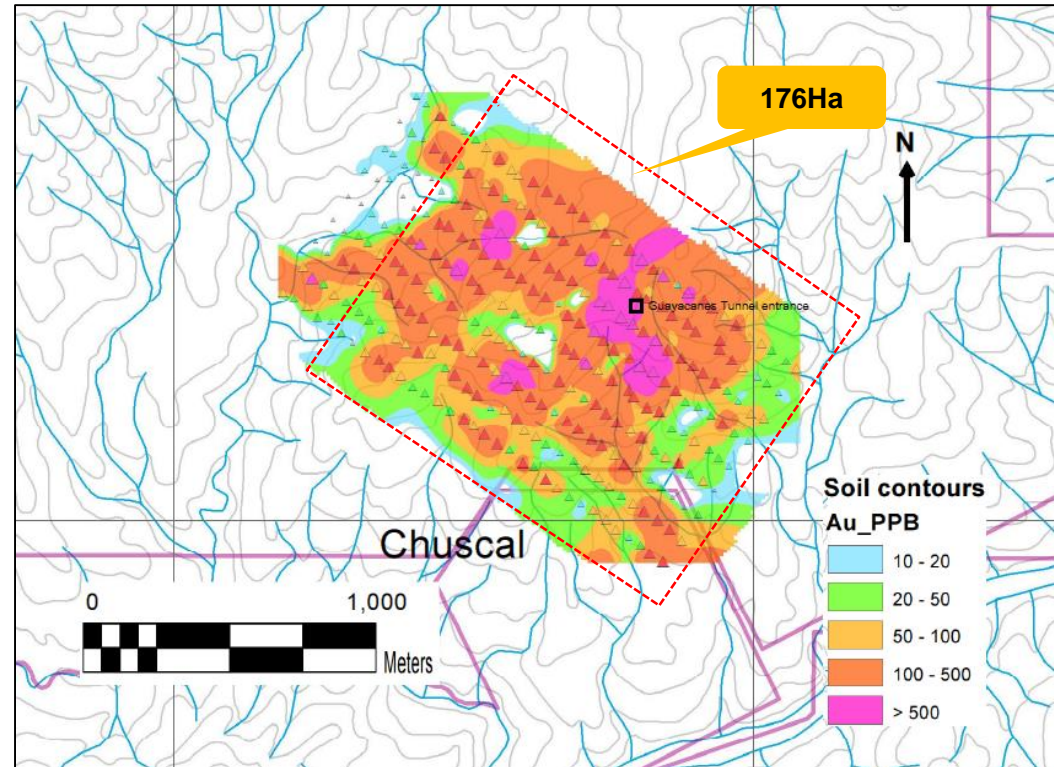 176Ha
N
Guayacanes Tunnel entrance
Soil contours
Au_PPB
10 - 20
20 - 50
50 - 100
100 - 500
> 500
Chuscal
0 1,000
Meters